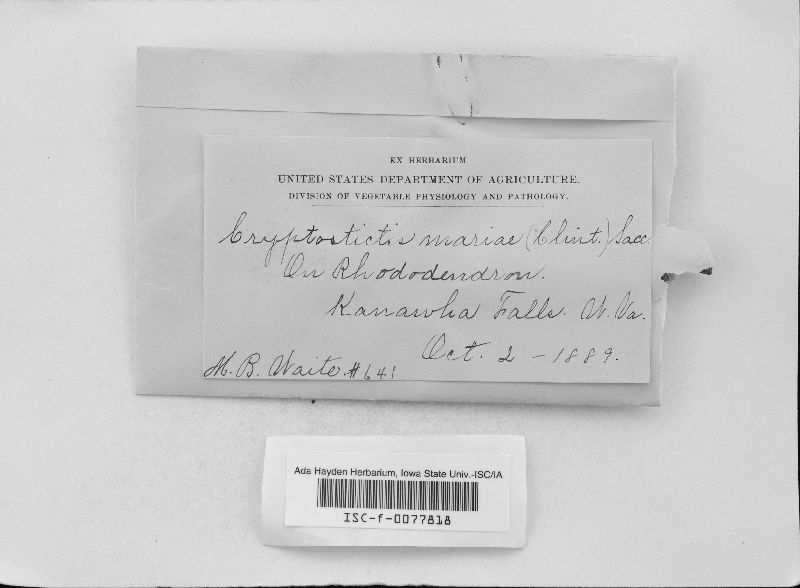 EX HERBARIUM
UNITED STATES DEPARTMENT OF AGRICULTURE.
DIVISION OF VEGETABLE PHYSIOLOGY AND PATHOLOGY.
Cryptostictis mariae (Clint.) Sacc.
On Rhododendron.
Kanawha Falls. W. Va.
Oct. 2 - 1889.
M. B. Waite. #641
Ada Hayden Herbarium, Iowa State Univ.-ISC/IA
ISC-f-0077818